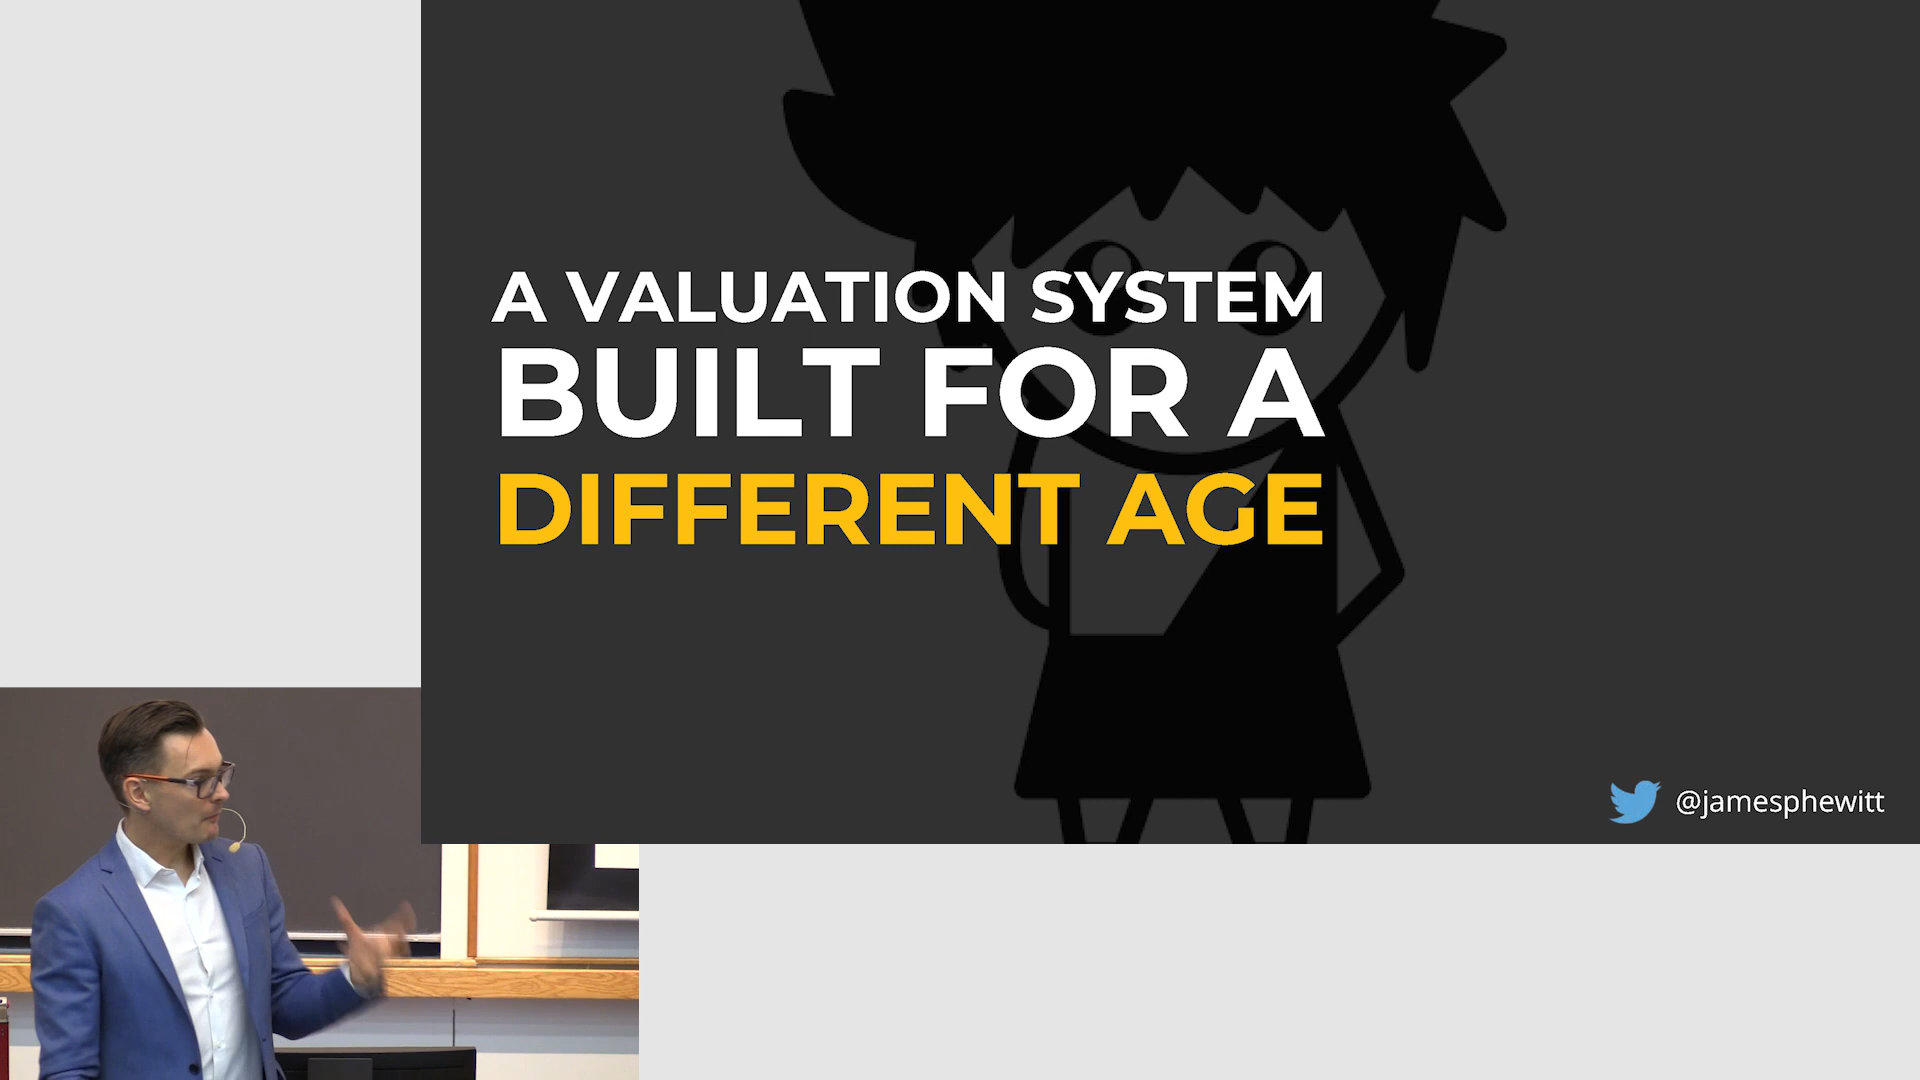 A VALUATION SYSTEM
BUILT FOR A
DIFFERENT AGE
@jamesphewitt